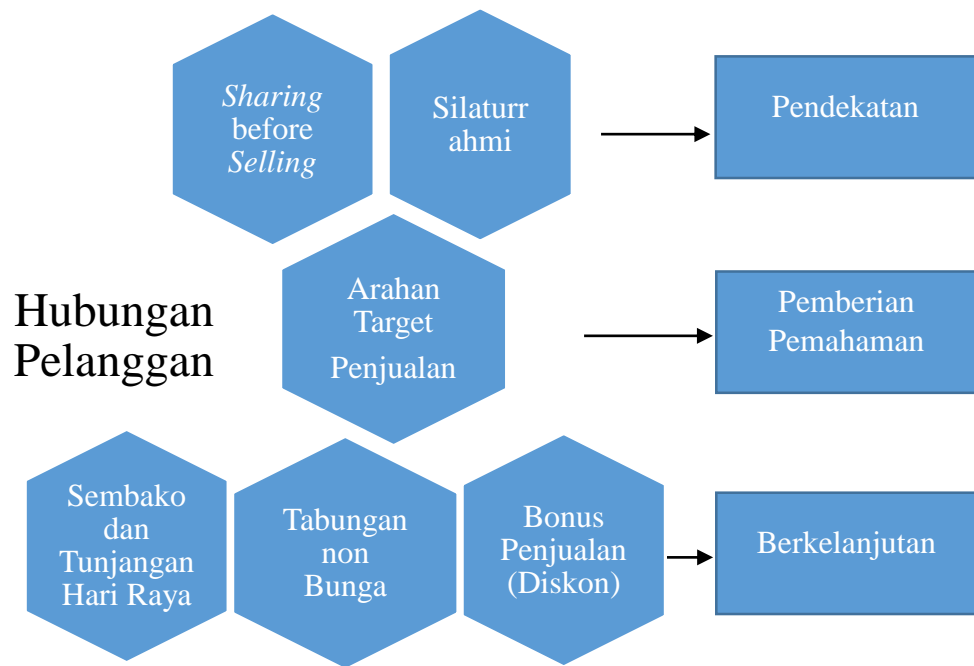 Sharing
before
Selling
Silaturr
ahmi
Pendekatan
Hubungan
Pelanggan
Arahan
Target
Penjualan
Pemberian
Pemahaman
Sembako
dan
Tunjangan
Hari Raya
Tabungan
non
Bunga
Bonus
Penjualan
(Diskon)
Berkelanjutan